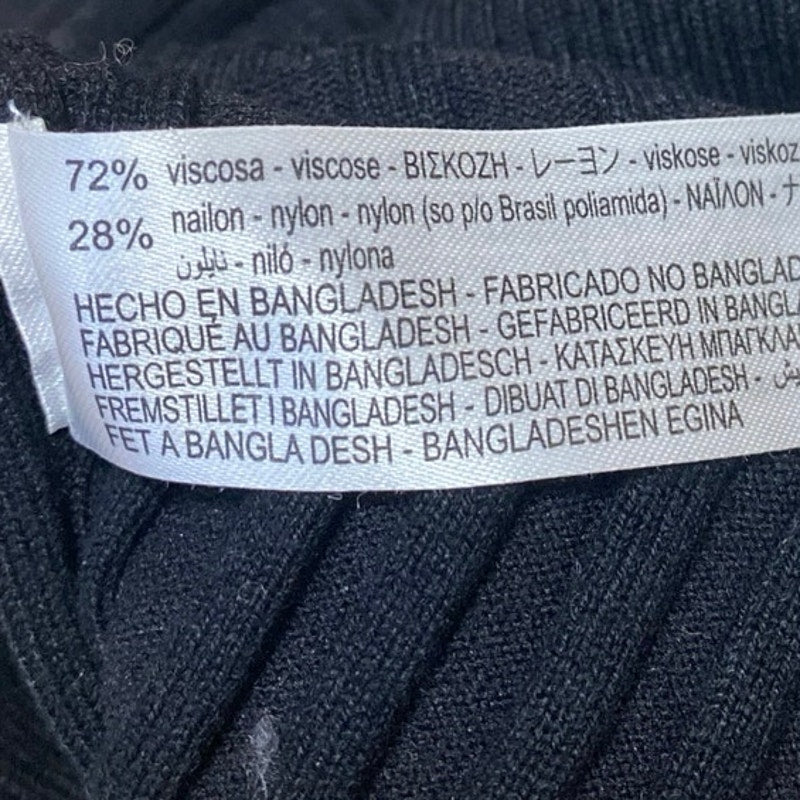 72% viscosa - viscose - ΒΙΣΚΟΖΗ - レーヨン - viskose - viskoz
28% nailon - nylon - nylon (so p/o Brasil poliamida) - ΝΑΪΛΟΝ - ナ
نايلون - niló - nylona
HECHO EN BANGLADESH - FABRICADO NO BANGLAD
FABRIQUÉ AU BANGLADESH - GEFABRICEERD IN BANGLA
HERGESTELLT IN BANGLADESCH - ΚΑΤΑΣΚΕΥΗ ΜΠΑΓΚΛΑ
FREMSTILLET I BANGLADESH - DIBUAT DI BANGLADESH -
FET A BANGLA DESH - BANGLADESHEN EGINA